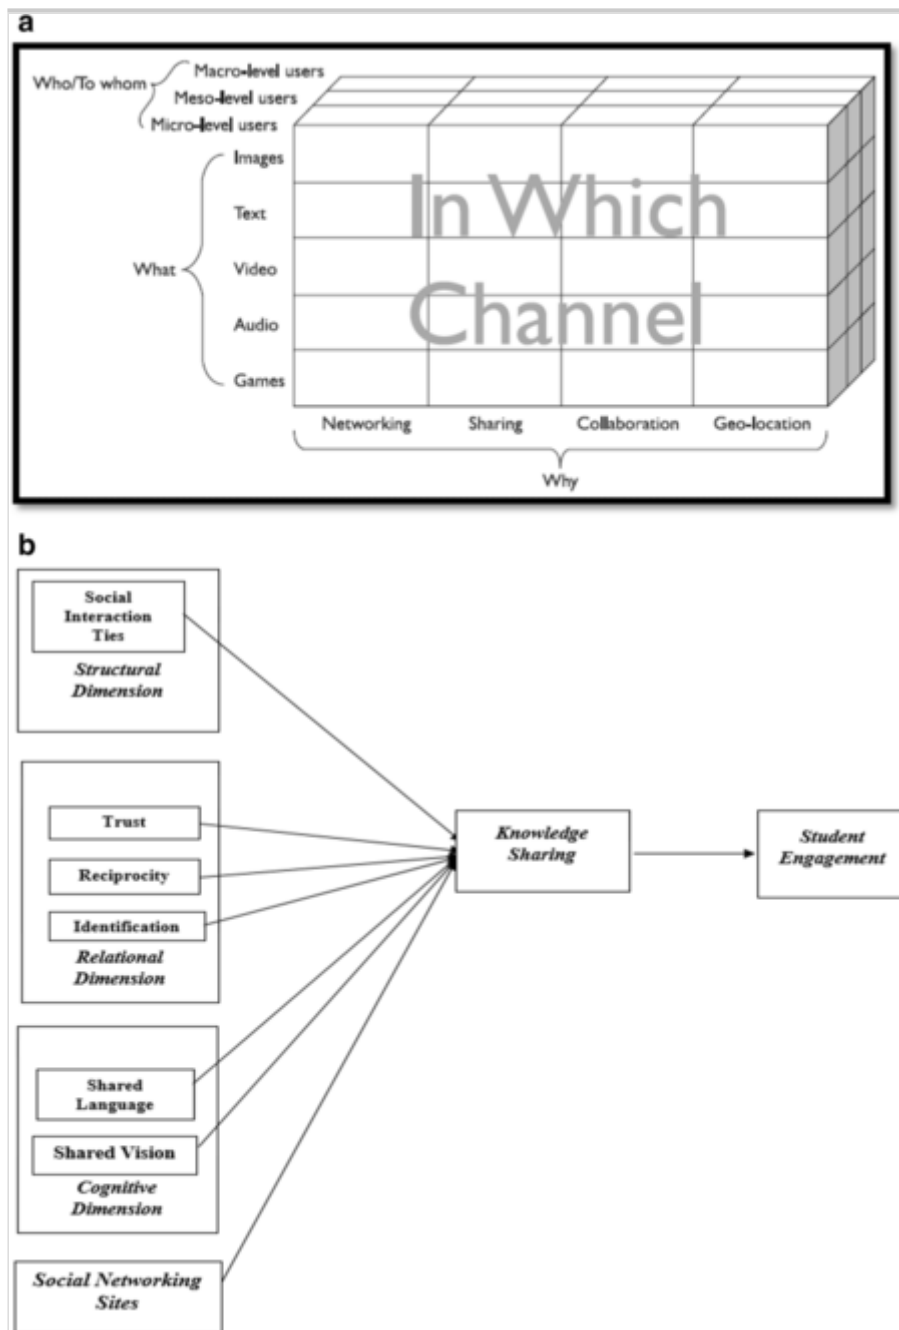 a
Macro-level users
Who/To whom
Meso-level users
Micro-level users
Images
Text
What
Video
Audio
Games
In Which
Channel
Networking
Sharing
Collaboration
Geo-location
Why
b
Social
Interaction
Ties
Structural
Dimension
Trust
Reciprocity
Identification
Relational
Dimension
Shared
Language
Shared Vision
Cognitive
Dimension
Social Networking
Sites
Knowledge
Sharing
Student
Engagement